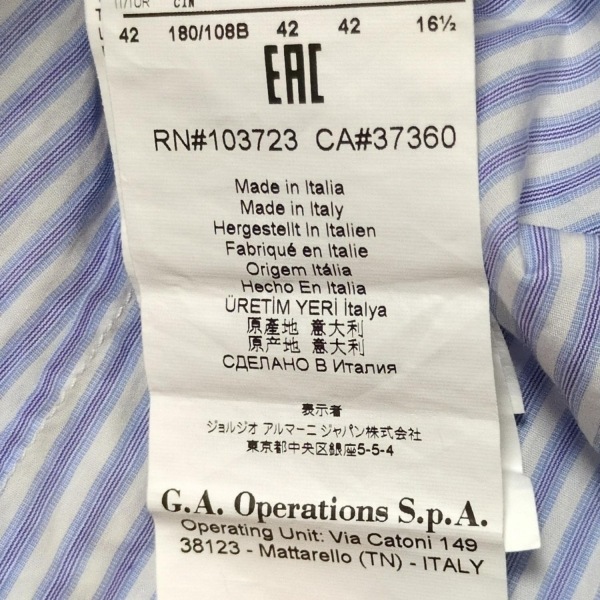 CIN
42 180/108B 42 42 16½
EAC
RN#103723 CA#37360
Made in Italia
Made in Italy
Hergestellt In Italien
Fabriqué en Italie
Origem Itália
Hecho En Italia
ÜRETİM YERİ İtalya
原產地 意大利
原产地 意大利
СДЕЛАНО В Италия
表示者
ジョルジオ アルマーニ ジャパン株式会社
東京都中央区銀座5-5-4
G.A. Operations S.p.A.
Operating Unit: Via Catoni 149
38123 - Mattarello (TN) - ITALY